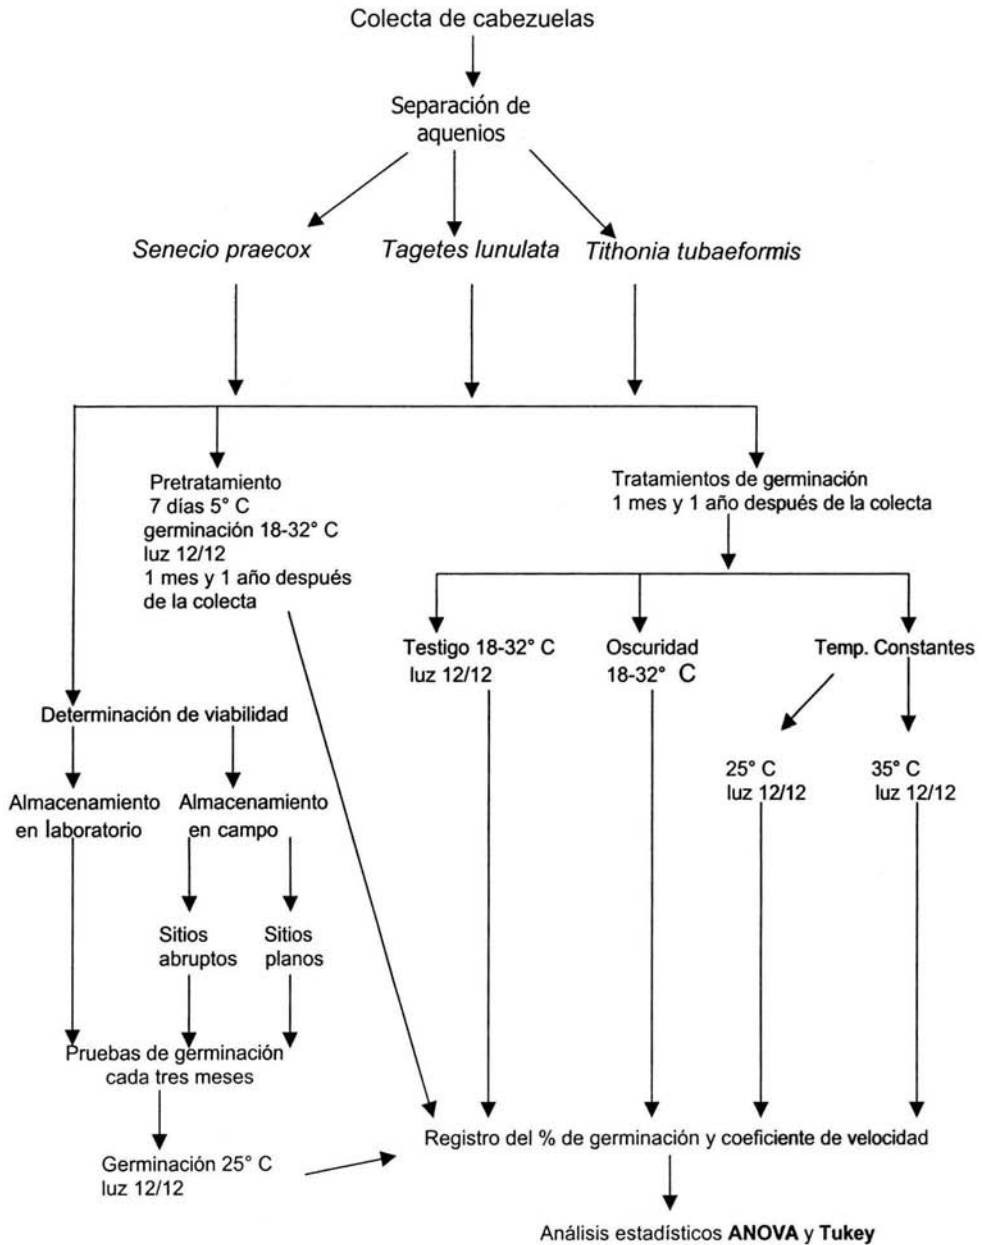 Colecta de cabezuelas
Separación de
aquenios
Senecio praecox
Tagetes lunulata
Tithonia tubaeformis
Pretratamiento
7 días 5° C
germinación 18-32° C
luz 12/12
1 mes y 1 año después
de la colecta
Tratamientos de germinación
1 mes y 1 año después de la colecta
Testigo 18-32° C
luz 12/12
Oscuridad
18-32° C
Temp. Constantes
25° C
luz 12/12
35° C
luz 12/12
Determinación de viabilidad
Almacenamiento
en laboratorio
Almacenamiento
en campo
Sitios
abruptos
Sitios
planos
Pruebas de germinación
cada tres meses
Germinación 25° C
luz 12/12
Registro del % de germinación y coeficiente de velocidad
Análisis estadísticos ANOVA y Tukey